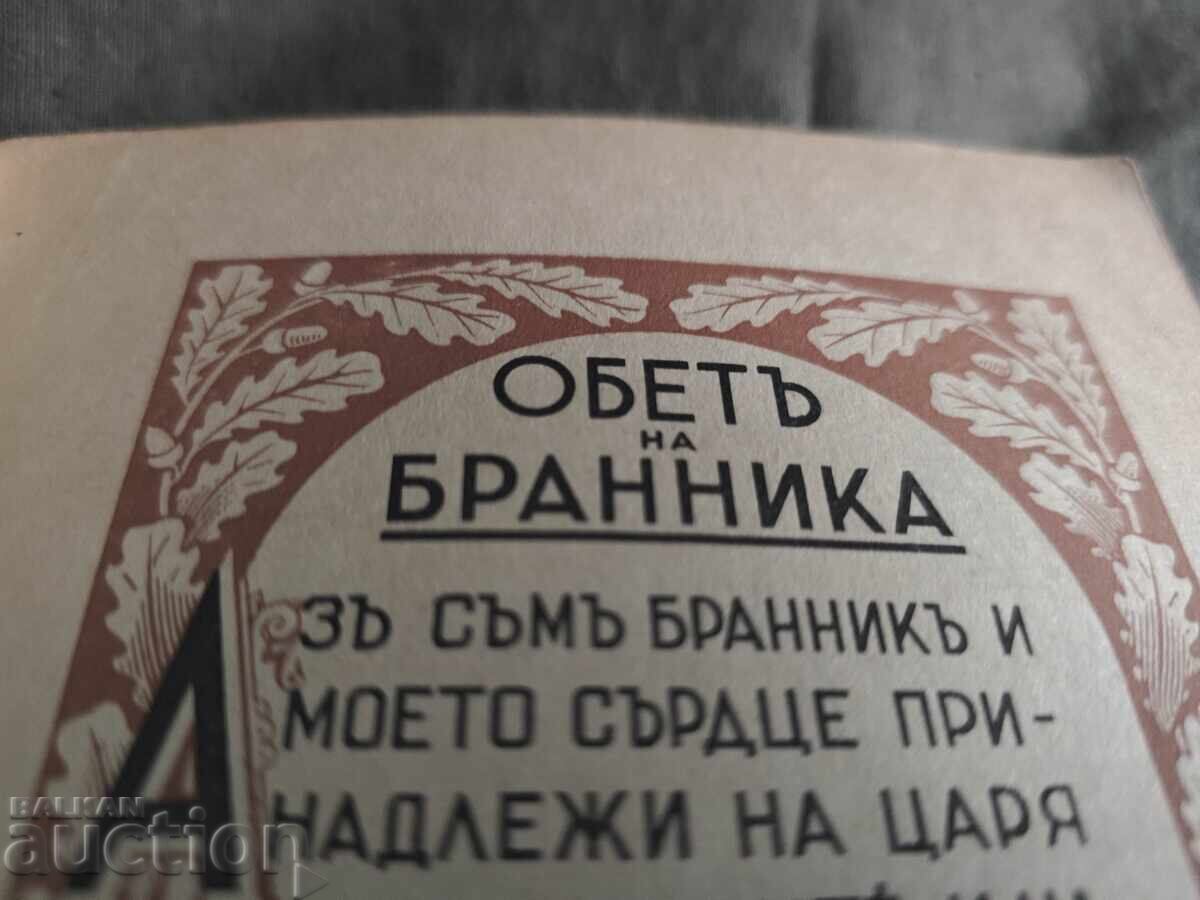 ОБЕТЪ
НА
БРАННИКА
АЗЪ СЪМЪ БРАННИКЪ И
МОЕТО СЪРДЦЕ ПРИ-
НАДЛЕЖИ НА ЦАРЯ
BALKAN
auction